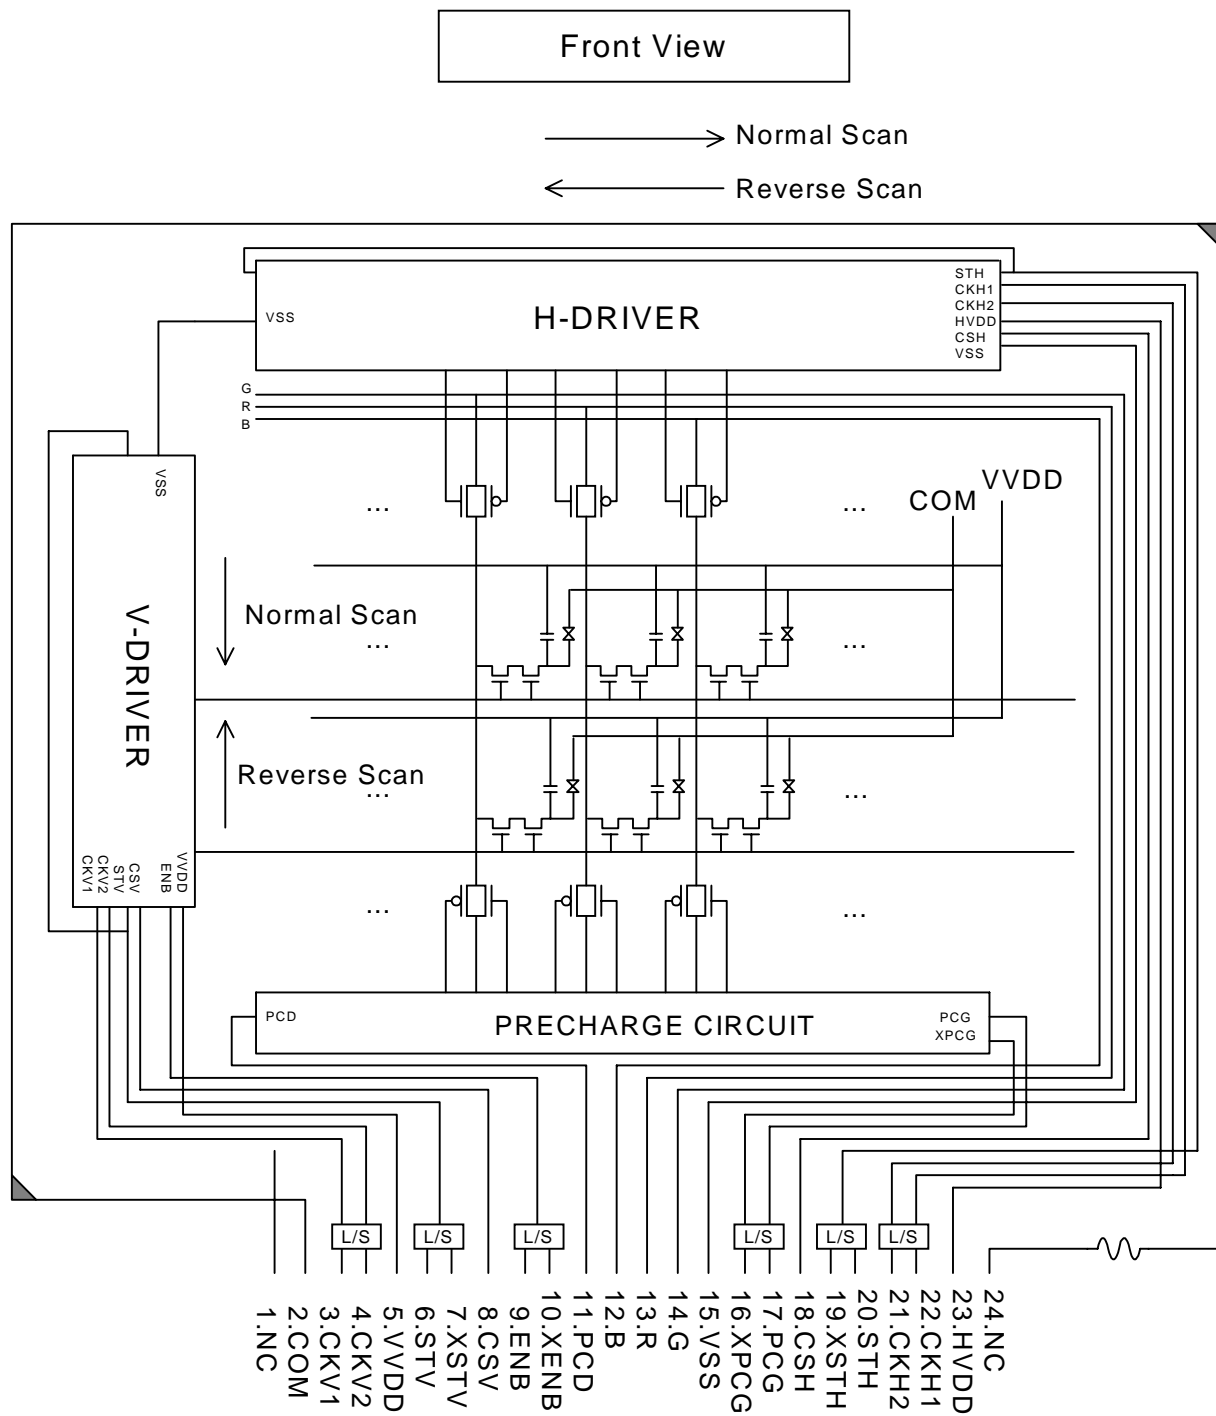 Front View
Normal Scan
Reverse Scan
STH
CKH1
CKH2
HVDD
CSH
VSS
VSS
H-DRIVER
G
R
B
VSS
V-DRIVER
VVDD
COM
...
...
Normal Scan
...
...
Reverse Scan
...
...
CKV1
CKV2
STV
CSV
ENB
VVDD
...
...
PCD
PRECHARGE CIRCUIT
PCG
XPCG
L/S
L/S
L/S
L/S
L/S
L/S
1.NC
2.COM
3.CKV1
4.CKV2
5.VVDD
6.STV
7.XSTV
8.CSV
9.ENB
10.XENB
11.PCD
12.B
13.R
14.G
15.VSS
16.XPCG
17.PCG
18.CSH
19.XSTH
20.STH
21.CKH2
22.CKH1
23.HVDD
24.NC